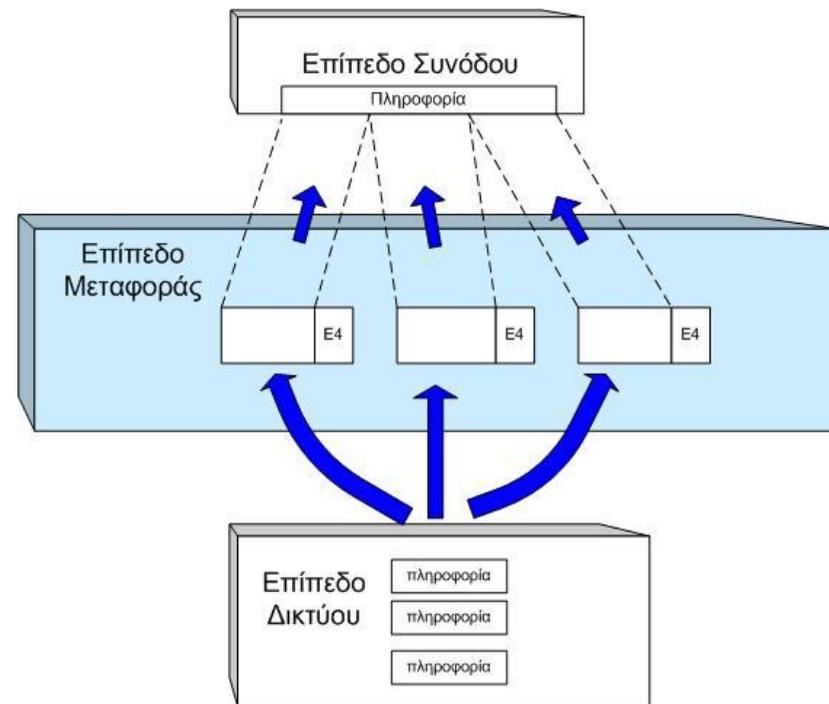 Επίπεδο Συνόδου
Πληροφορία
Επίπεδο
Μεταφοράς
E4
E4
E4
Επίπεδο
Δικτύου
πληροφορία
πληροφορία
πληροφορία